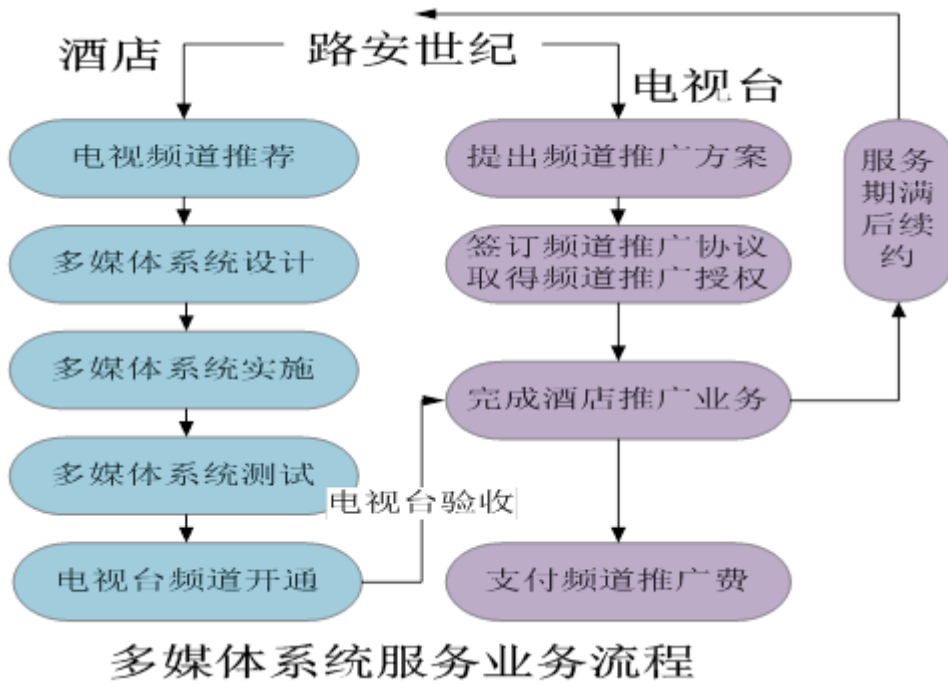 酒店
路安世纪
电视台
电视频道推荐
多媒体系统设计
多媒体系统实施
多媒体系统测试
电视台频道开通
电视台验收
提出频道推广方案
签订频道推广协议
取得频道推广授权
完成酒店推广业务
支付频道推广费
服务
期满
后续
约
多媒体系统服务业务流程